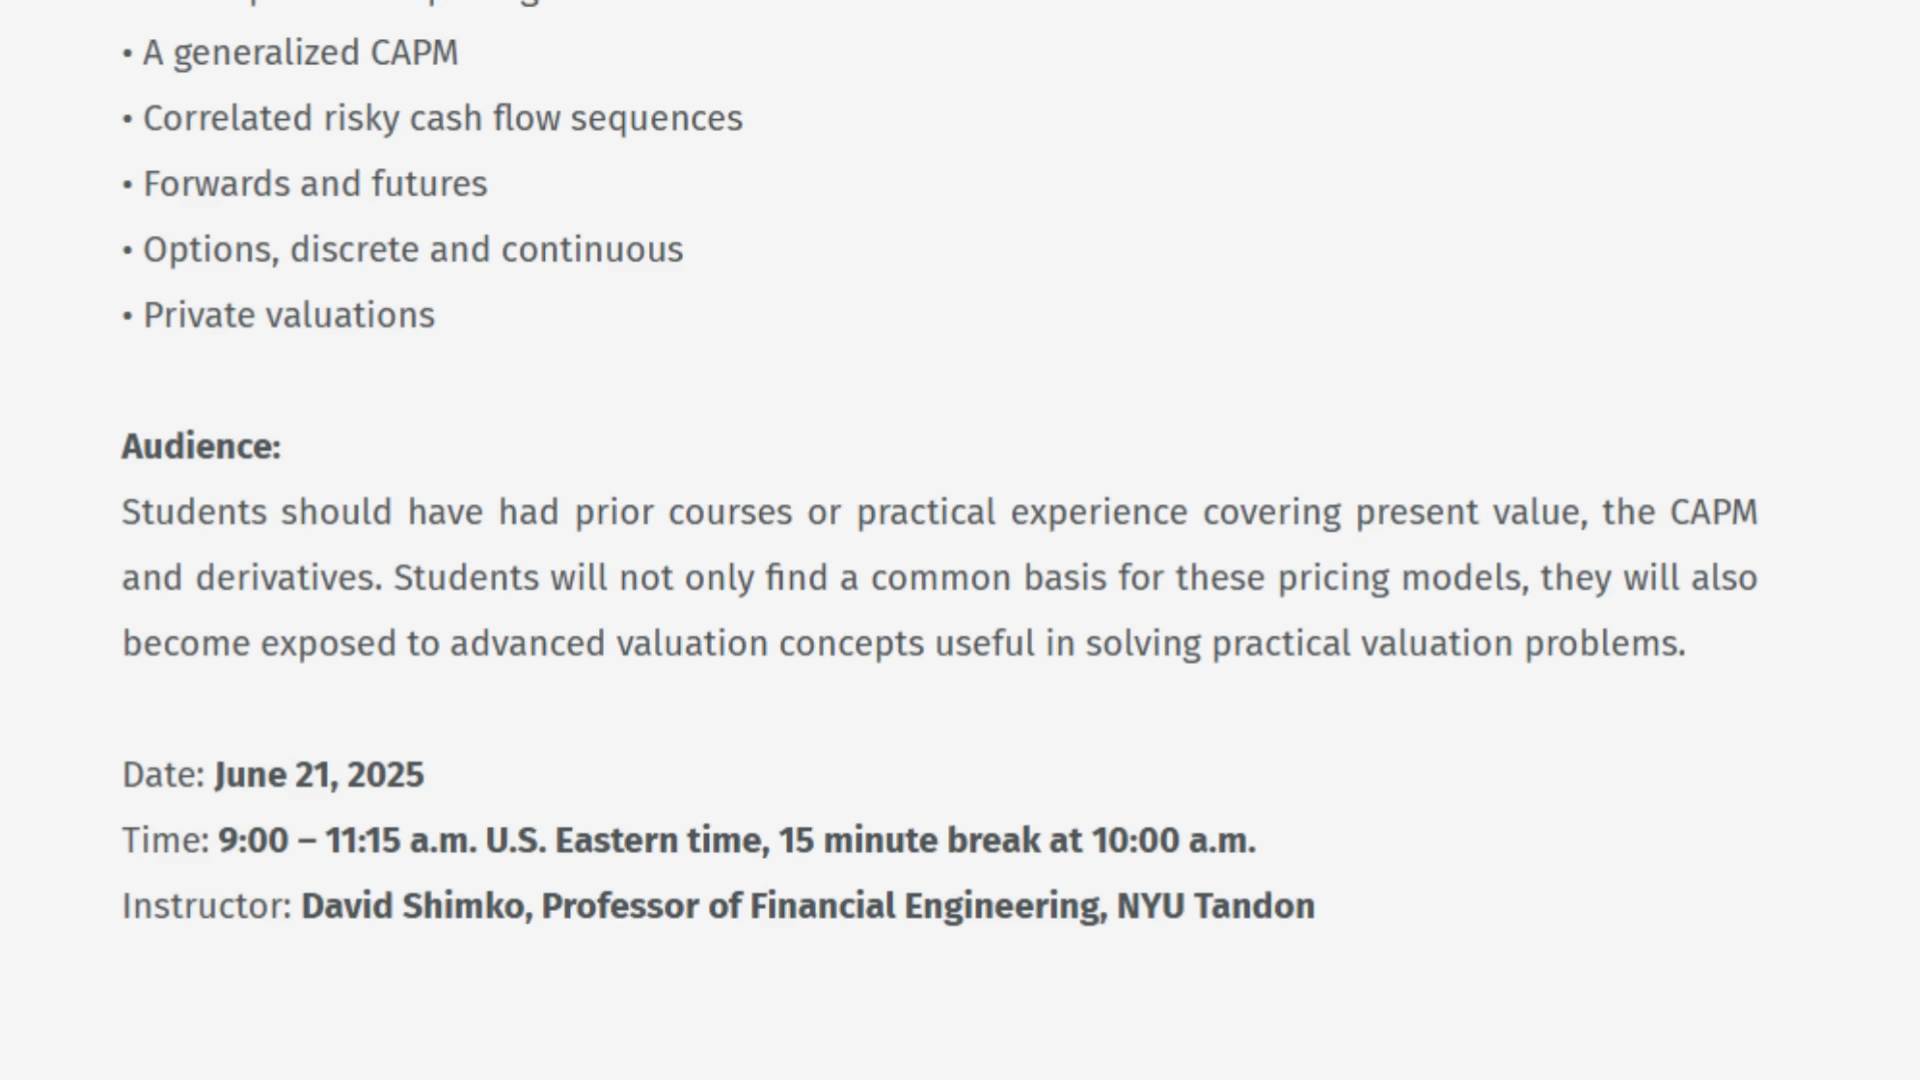 • A generalized CAPM
• Correlated risky cash flow sequences
• Forwards and futures
• Options, discrete and continuous
• Private valuations
Audience:
Students should have had prior courses or practical experience covering present value, the CAPM
and derivatives. Students will not only find a common basis for these pricing models, they will also
become exposed to advanced valuation concepts useful in solving practical valuation problems.
Date: June 21, 2025
Time: 9:00 – 11:15 a.m. U.S. Eastern time, 15 minute break at 10:00 a.m.
Instructor: David Shimko, Professor of Financial Engineering, NYU Tandon